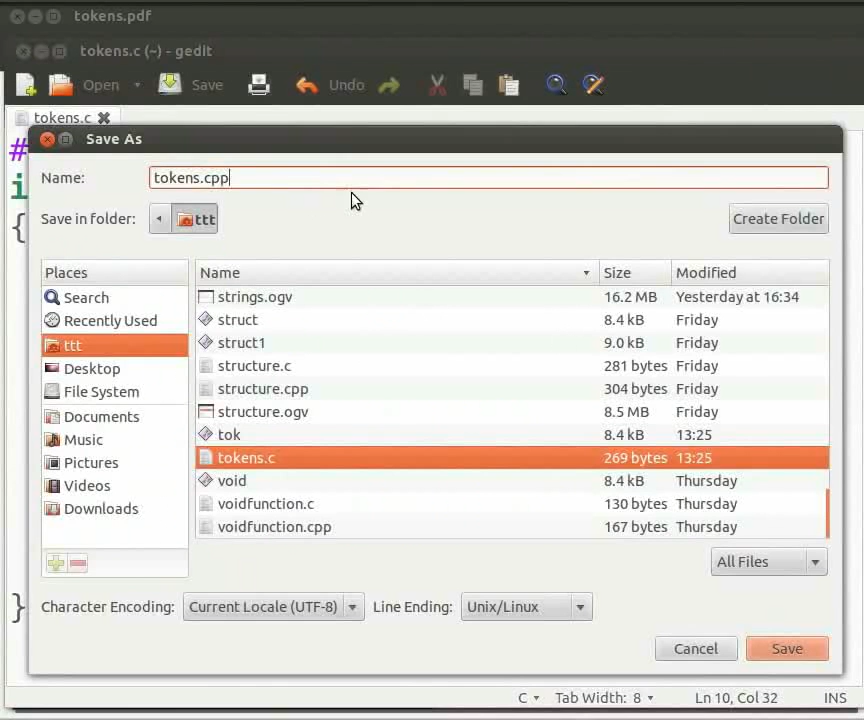 tokens.pdf
tokens.c (~) - gedit
Open Save Undo
tokens.c
#
Save As
i
Name: tokens.cpp
{
Save in folder: ttt Create Folder
Places Name Size Modified
Search strings.ogv 16.2 MB Yesterday at 16:34
Recently Used struct 8.4 kB Friday
ttt struct1 9.0 kB Friday
Desktop structure.c 281 bytes Friday
File System structure.cpp 304 bytes Friday
Documents structure.ogv 8.5 MB Friday
Music tok 8.4 kB 13:25
Pictures tokens.c 269 bytes 13:25
Videos void 8.4 kB Thursday
Downloads voidfunction.c 130 bytes Thursday
voidfunction.cpp 167 bytes Thursday
All Files
} Character Encoding: Current Locale (UTF-8) Line Ending: Unix/Linux
Cancel Save
C Tab Width: 8 Ln 10, Col 32 INS